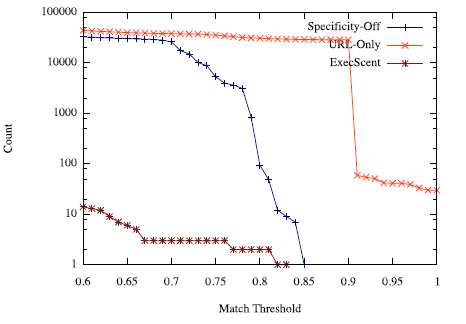 100000
Specificity-Off
URL-Only
ExecScent
10000
1000
100
10
1
Count
0.6 0.65 0.7 0.75 0.8 0.85 0.9 0.95 1
Match Threshold